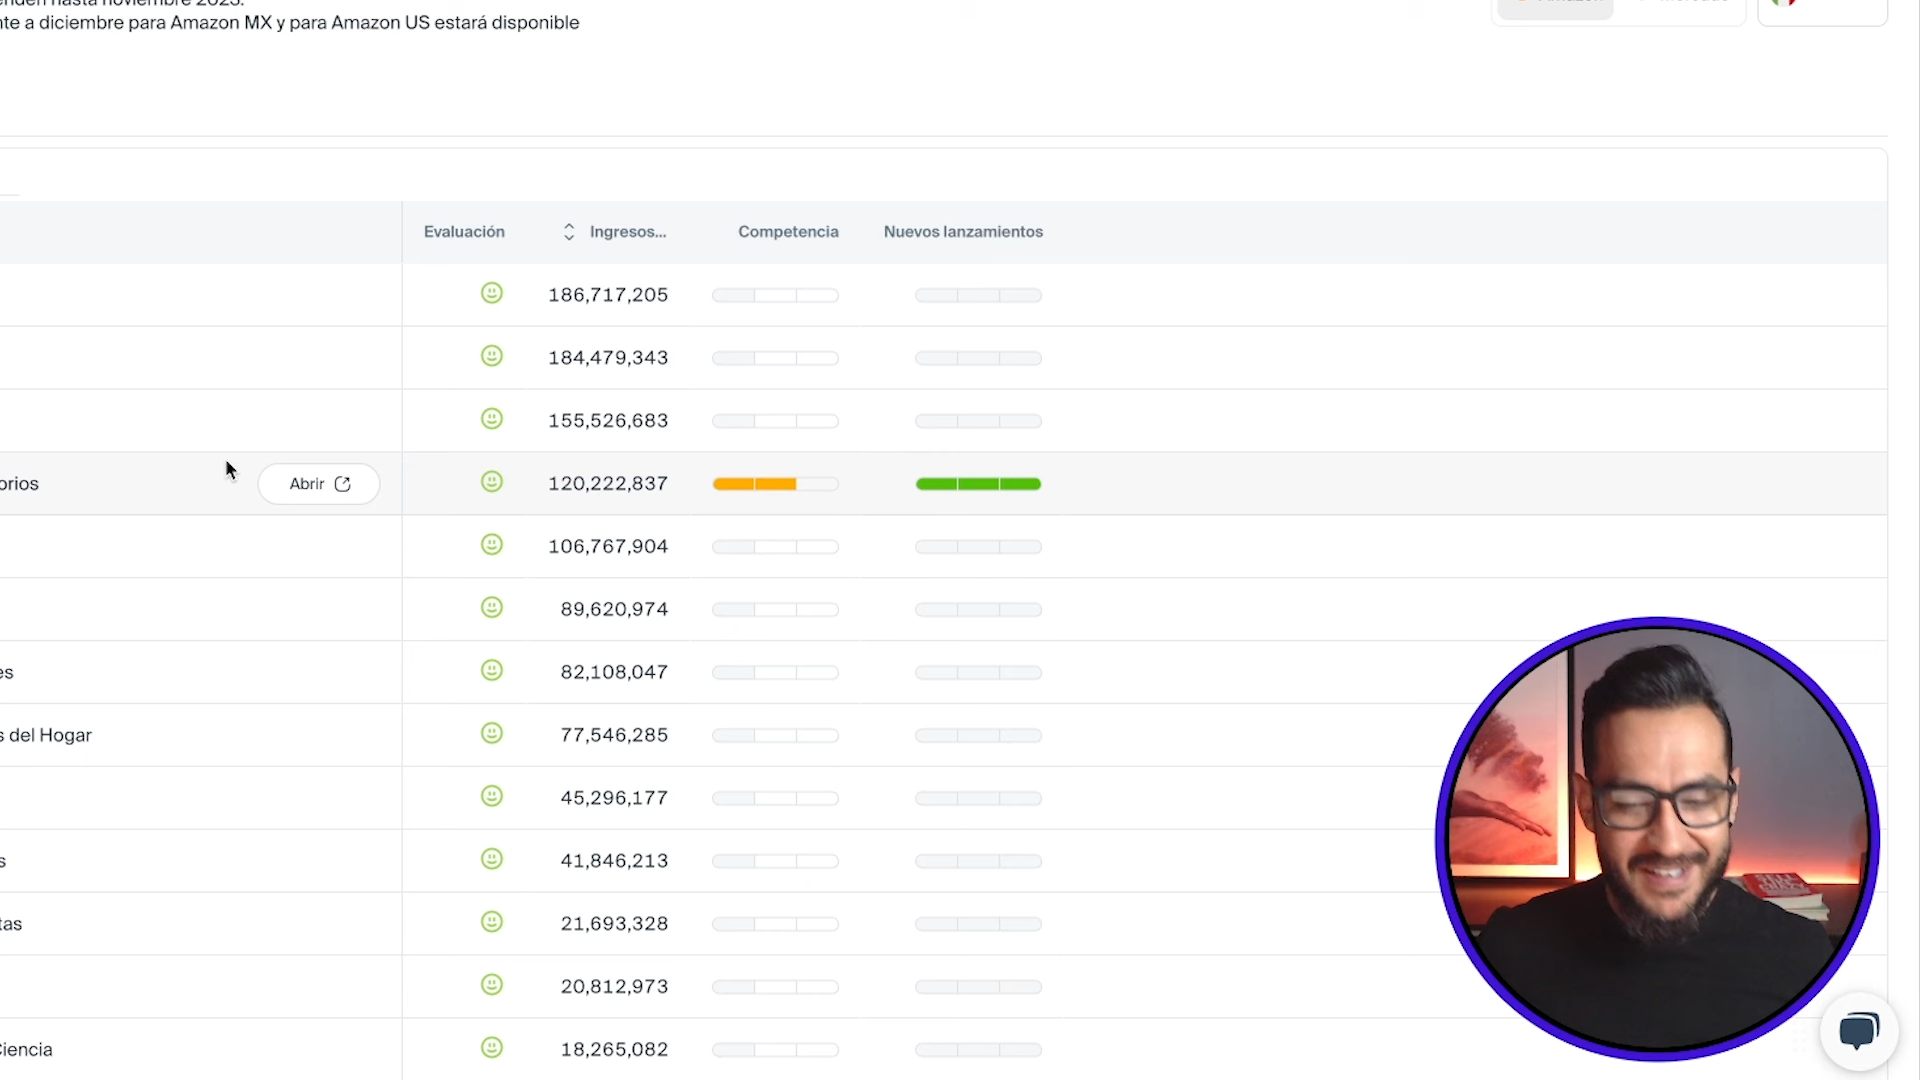 nte a diciembre para Amazon MX y para Amazon US estará disponible
Evaluación Ingresos... Competencia Nuevos lanzamientos
186,717,205
184,479,343
155,526,683
orios Abrir 120,222,837
106,767,904
89,620,974
es 82,108,047
s del Hogar 77,546,285
45,296,177
s 41,846,213
tas 21,693,328
20,812,973
Ciencia 18,265,082